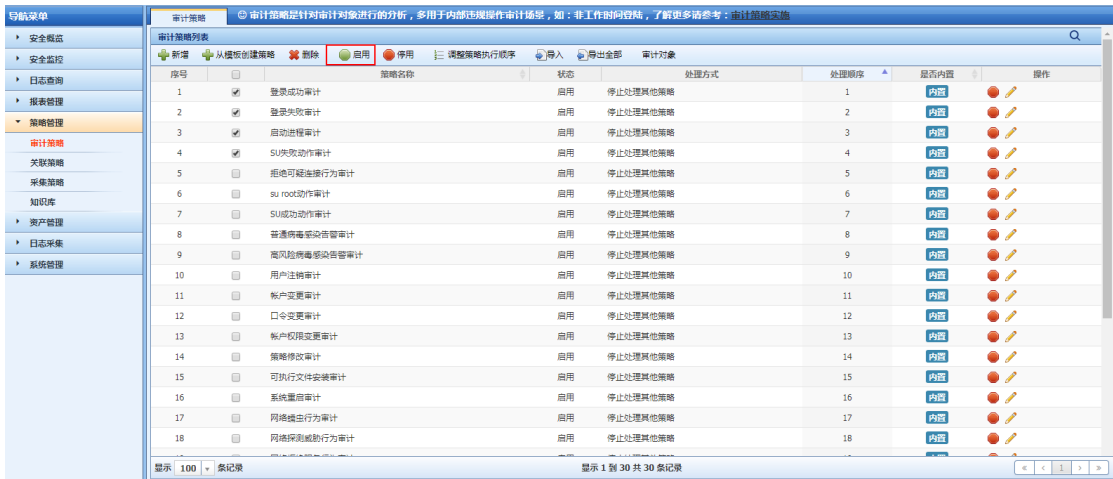 导航菜单
安全概览
安全监控
日志查询
报表管理
策略管理
审计策略
关联策略
采集策略
知识库
资产管理
日志采集
系统管理
审计策略 审计策略是针对审计对象进行的分析，多用于内部违规操作审计场景，如：非工作时间登陆，了解更多请参考：审计策略实施
审计策略列表
新增 从模板创建策略 删除 启用 停用 调整策略执行顺序 导入 导出全部 审计对象
序号 策略名称 状态 处理方式 处理顺序 是否内置 操作
1 登录成功审计 启用 停止处理其他策略 1 内置
2 登录失败审计 启用 停止处理其他策略 2 内置
3 启动进程审计 启用 停止处理其他策略 3 内置
4 SU失败动作审计 启用 停止处理其他策略 4 内置
5 拒绝可疑连接行为审计 启用 停止处理其他策略 5 内置
6 su root动作审计 启用 停止处理其他策略 6 内置
7 SU成功动作审计 启用 停止处理其他策略 7 内置
8 普通病毒感染告警审计 启用 停止处理其他策略 8 内置
9 高风险病毒感染告警审计 启用 停止处理其他策略 9 内置
10 用户注销审计 启用 停止处理其他策略 10 内置
11 帐户变更审计 启用 停止处理其他策略 11 内置
12 口令变更审计 启用 停止处理其他策略 12 内置
13 帐户权限变更审计 启用 停止处理其他策略 13 内置
14 策略修改审计 启用 停止处理其他策略 14 内置
15 可执行文件安装审计 启用 停止处理其他策略 15 内置
16 系统重启审计 启用 停止处理其他策略 16 内置
17 网络蠕虫行为审计 启用 停止处理其他策略 17 内置
18 网络探测威胁行为审计 启用 停止处理其他策略 18 内置
显示 100 条记录 显示 1 到 30 共 30 条记录 « < 1 > »